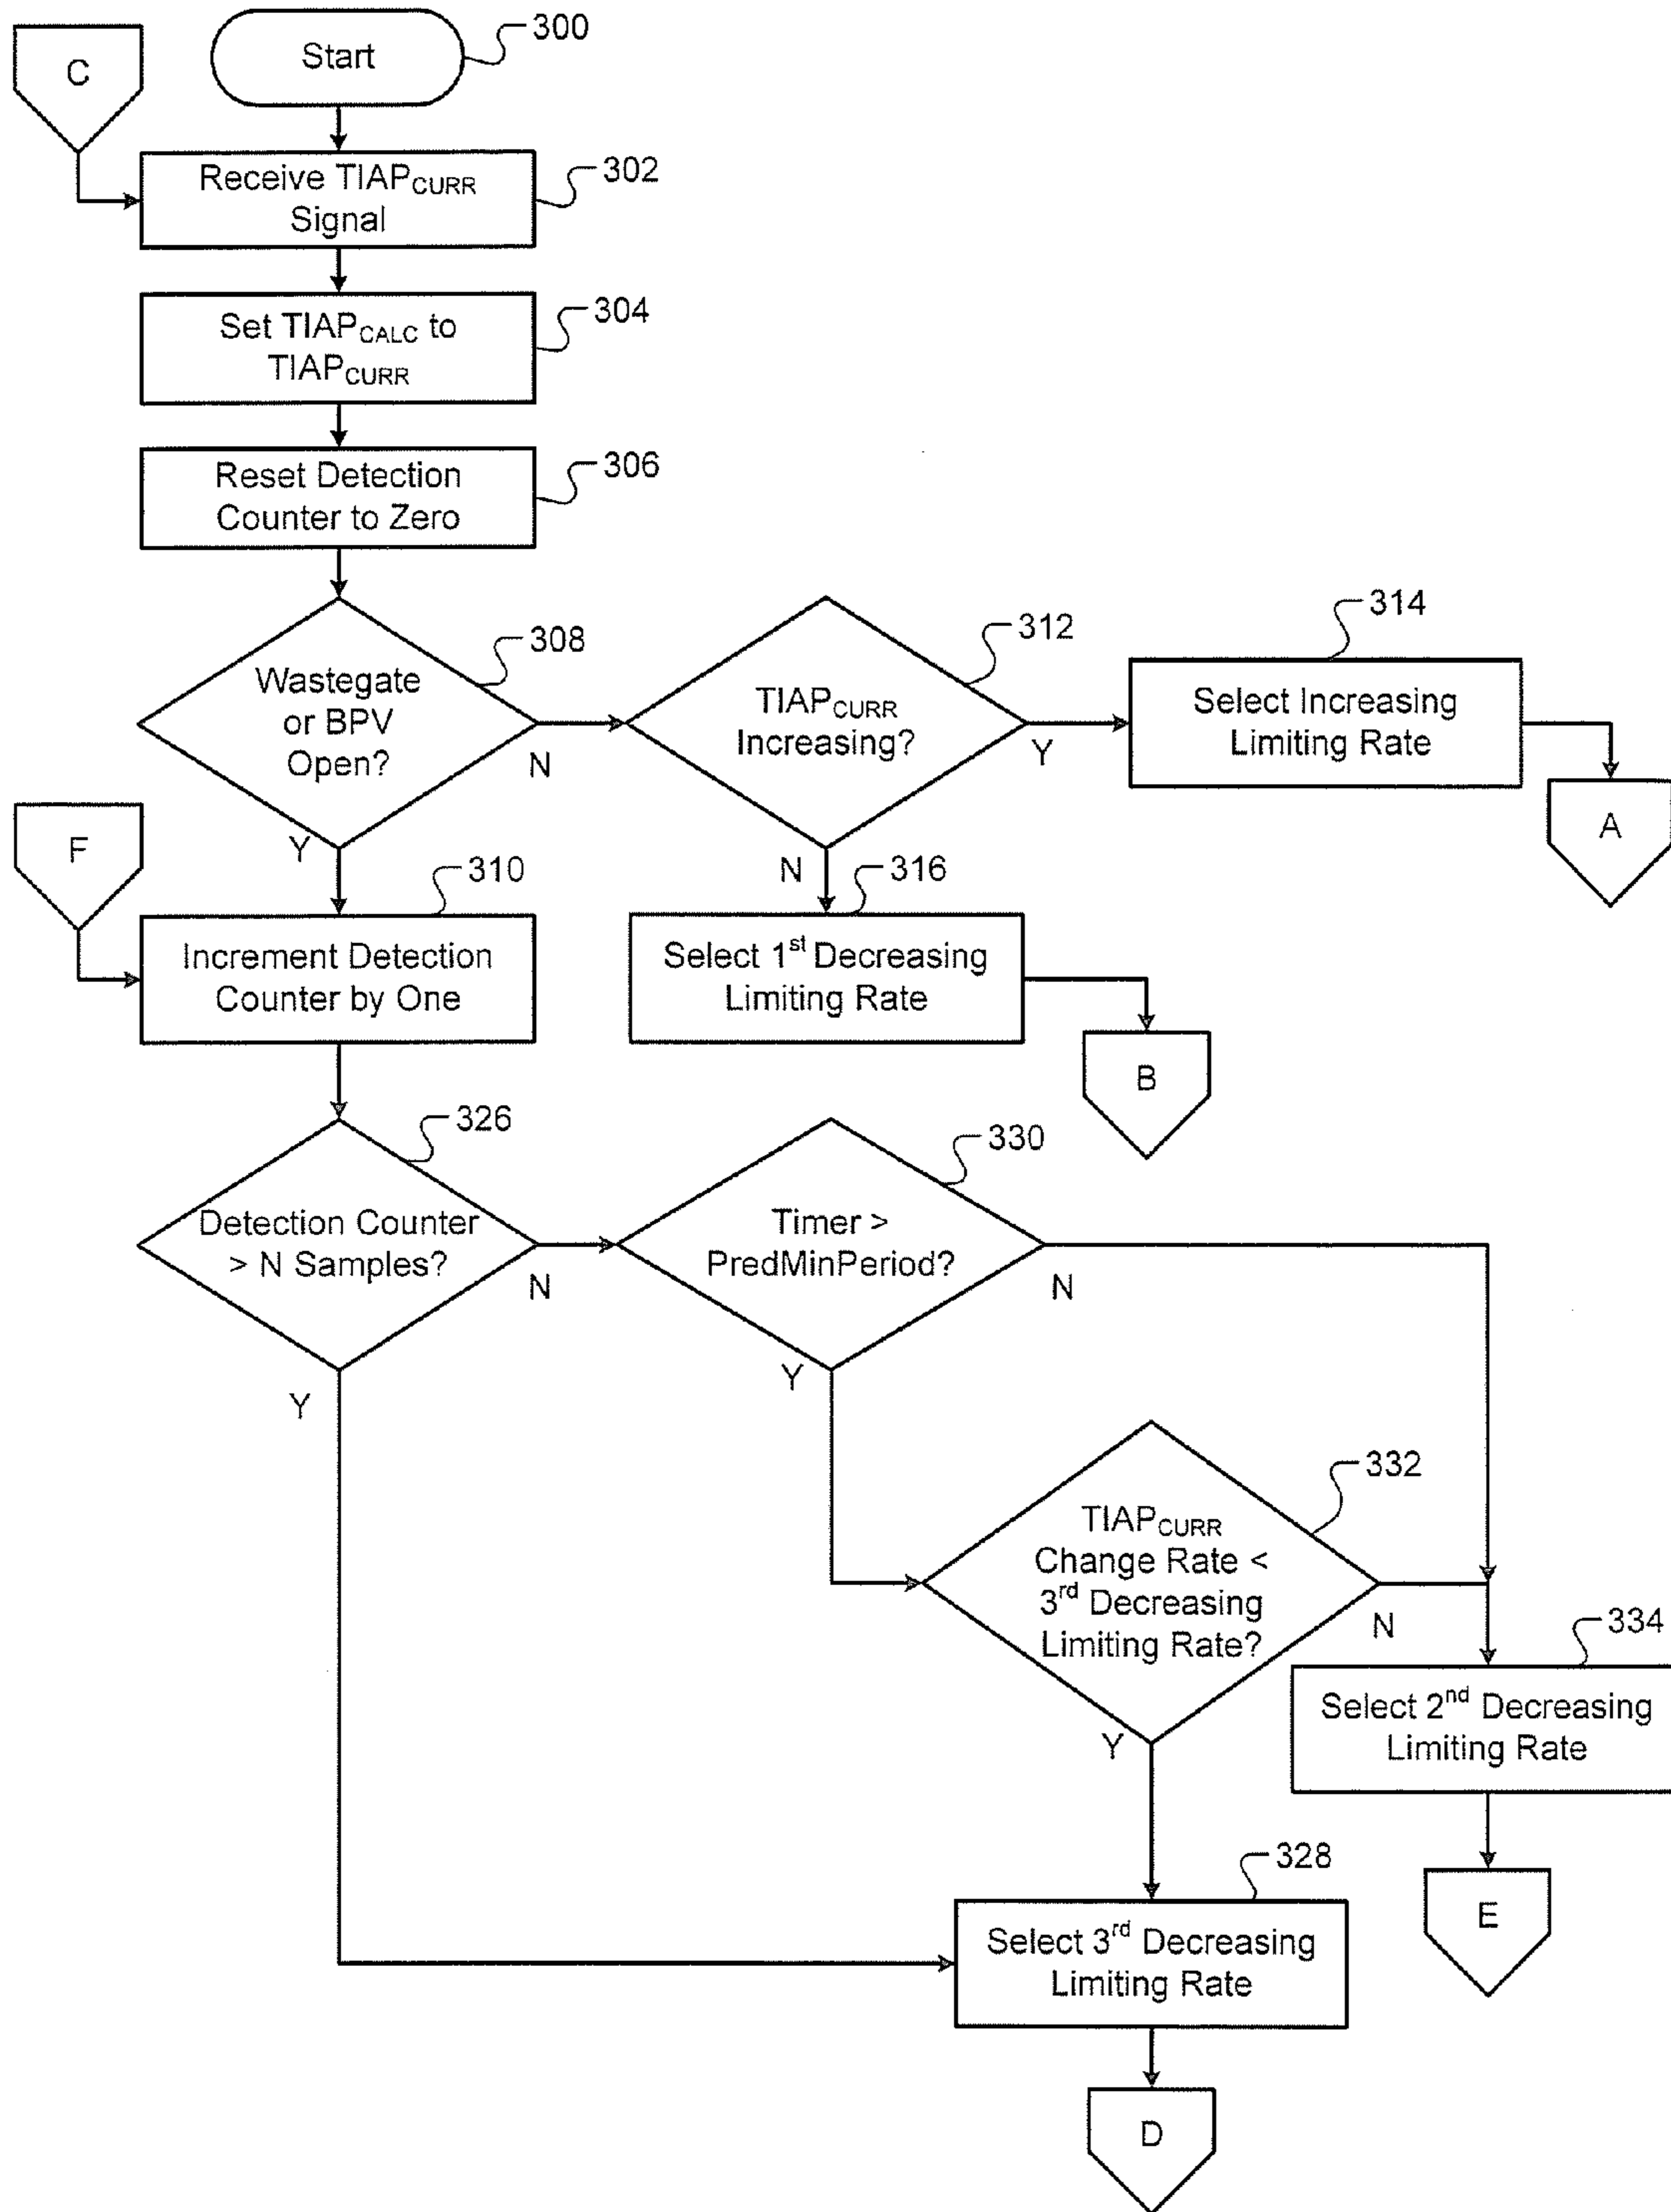 C
Start
300
Receive TIAPCURR
Signal
302
Set TIAPCALC to
TIAPCURR
304
Reset Detection
Counter to Zero
306
Wastegate
or BPV
Open?
308
N
Y
TIAPCURR
Increasing?
312
Y
N
314
Select Increasing
Limiting Rate
A
F
310
Increment Detection
Counter by One
316
Select 1st Decreasing
Limiting Rate
B
326
Detection Counter
> N Samples?
N
Y
330
Timer >
PredMinPeriod?
N
Y
332
TIAPCURR
Change Rate <
3rd Decreasing
Limiting Rate?
N
Y
334
Select 2nd Decreasing
Limiting Rate
E
328
Select 3rd Decreasing
Limiting Rate
D